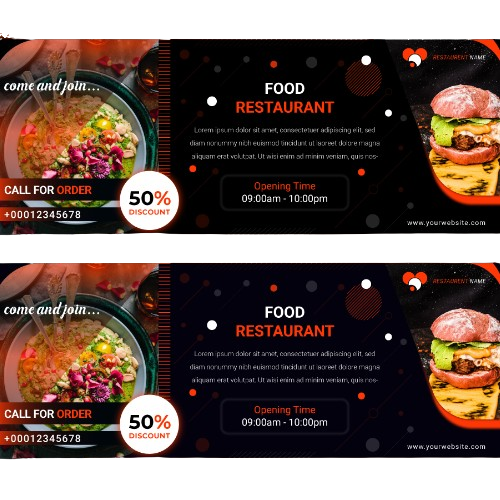 come and join...
CALL FOR ORDER
+00012345678
50%
DISCOUNT
FOOD
RESTAURANT
Lorem ipsum dolor sit amet, consectetuer adipiscing elit,
sed diam nonummy nibh euismod tincidunt ut laoreet dolore magna
aliquam erat volutpat. Ut wisi enim ad minim veniam, quis nos-
Opening Time
09:00am - 10:00pm
RESTAURENT NAME
www.yourwebsite.com
come and join...
CALL FOR ORDER
+00012345678
50%
DISCOUNT
FOOD
RESTAURANT
Lorem ipsum dolor sit amet, consectetuer adipiscing elit,
sed diam nonummy nibh euismod tincidunt ut laoreet dolore magna
aliquam erat volutpat. Ut wisi enim ad minim veniam, quis nos-
Opening Time
09:00am - 10:00pm
RESTAURENT NAME
www.yourwebsite.com